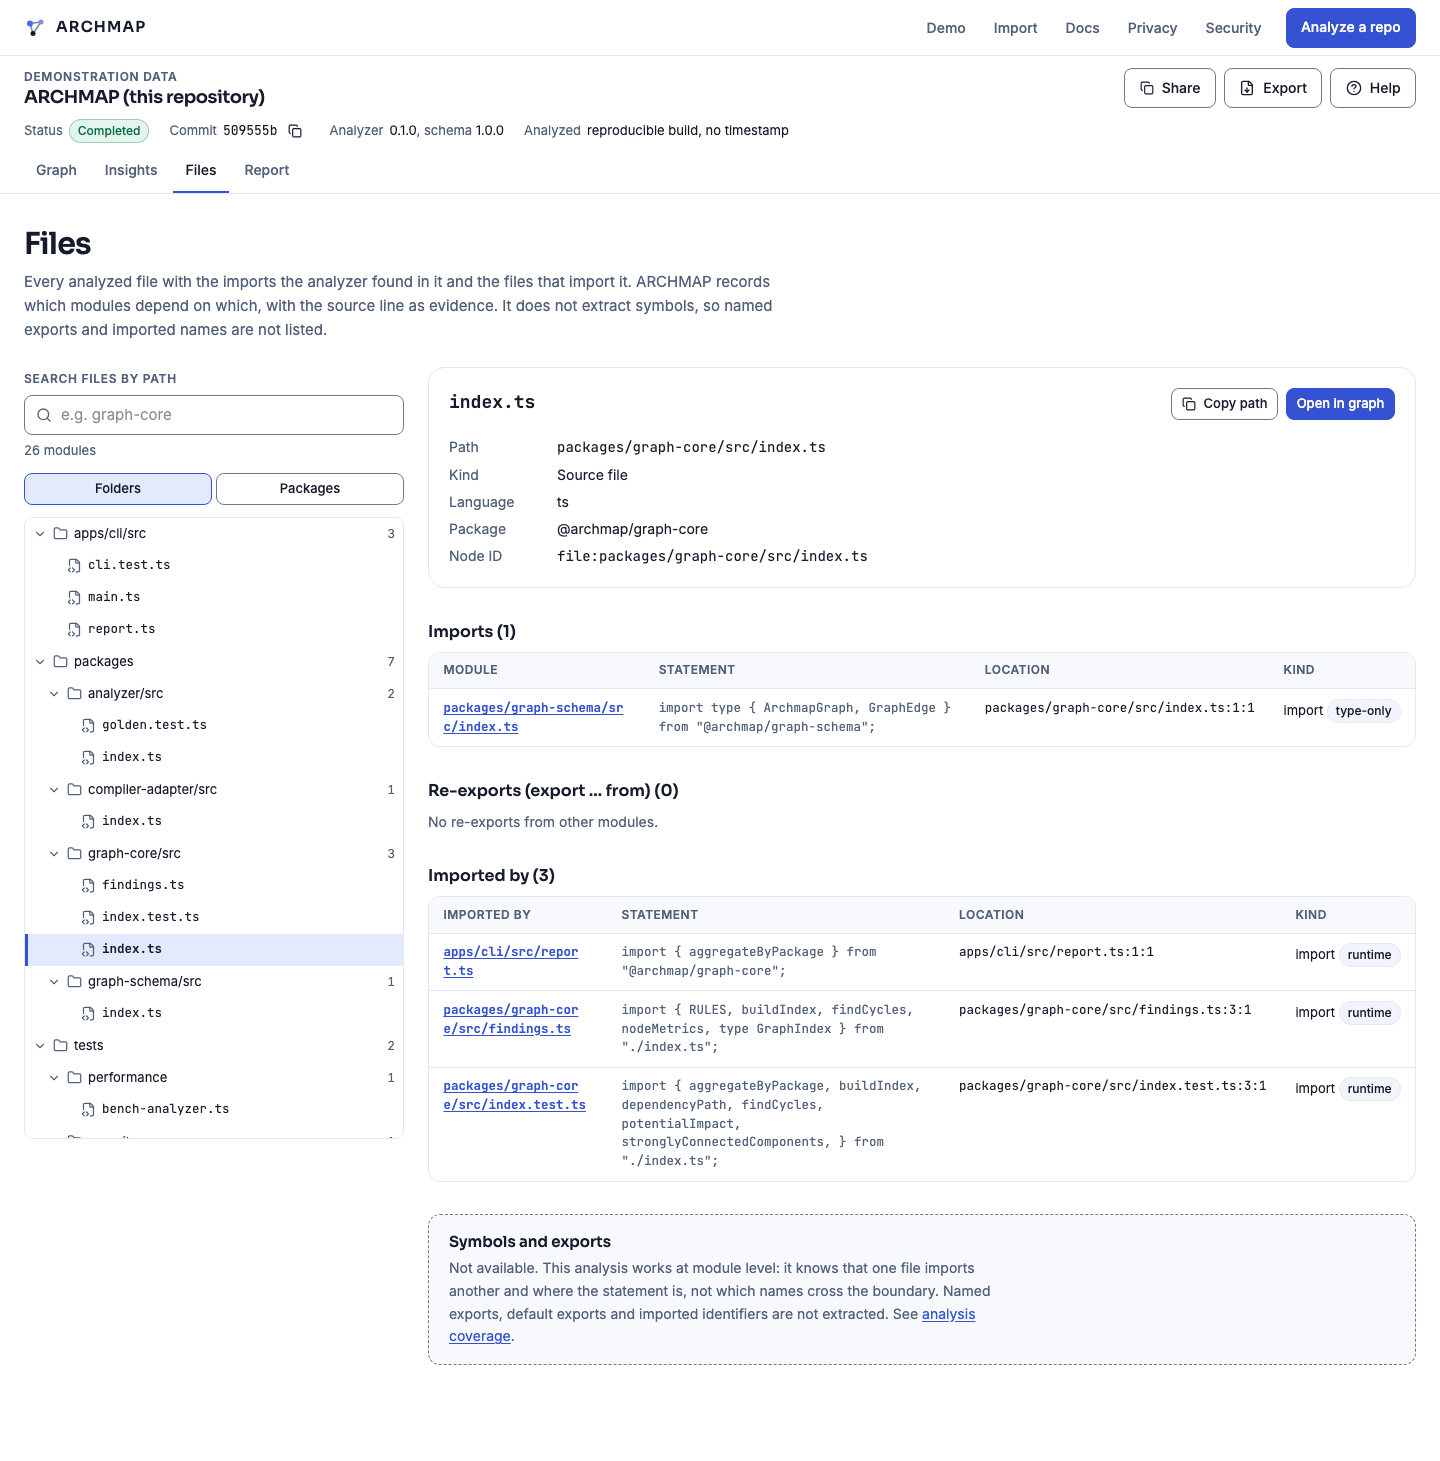 ARCHMAP
Demo
Import
Docs
Privacy
Security
Analyze a repo
DEMONSTRATION DATA
ARCHMAP (this repository)
Share
Export
Help
Status Completed Commit 509555b Analyzer 0.1.0, schema 1.0.0 Analyzed reproducible build, no timestamp
Graph
Insights
Files
Report
Files
Every analyzed file with the imports the analyzer found in it and the files that import it. ARCHMAP records
which modules depend on which, with the source line as evidence. It does not extract symbols, so named
exports and imported names are not listed.
SEARCH FILES BY PATH
e.g. graph-core
26 modules
Folders
Packages
apps/cli/src 3
cli.test.ts
main.ts
report.ts
packages 7
analyzer/src 2
golden.test.ts
index.ts
compiler-adapter/src 1
index.ts
graph-core/src 3
findings.ts
index.test.ts
index.ts
graph-schema/src 1
index.ts
tests 2
performance 1
bench-analyzer.ts
index.ts
Copy path
Open in graph
Path packages/graph-core/src/index.ts
Kind Source file
Language ts
Package @archmap/graph-core
Node ID file:packages/graph-core/src/index.ts
Imports (1)
MODULE STATEMENT LOCATION KIND
packages/graph-schema/sr
c/index.ts
import type { ArchmapGraph, GraphEdge }
from "@archmap/graph-schema";
packages/graph-core/src/index.ts:1:1
import type-only
Re-exports (export ... from) (0)
No re-exports from other modules.
Imported by (3)
IMPORTED BY STATEMENT LOCATION KIND
apps/cli/src/repor
t.ts
import { aggregateByPackage } from
"@archmap/graph-core";
apps/cli/src/report.ts:1:1
import runtime
packages/graph-cor
e/src/findings.ts
import { RULES, buildIndex, findCycles,
nodeMetrics, type GraphIndex } from
"./index.ts";
packages/graph-core/src/findings.ts:3:1
import runtime
packages/graph-cor
e/src/index.test.ts
import { aggregateByPackage, buildIndex,
dependencyPath, findCycles,
potentialImpact,
stronglyConnectedComponents, } from
"./index.ts";
packages/graph-core/src/index.test.ts:3:1
import runtime
Symbols and exports
Not available. This analysis works at module level: it knows that one file imports
another and where the statement is, not which names cross the boundary. Named
exports, default exports and imported identifiers are not extracted. See analysis
coverage.